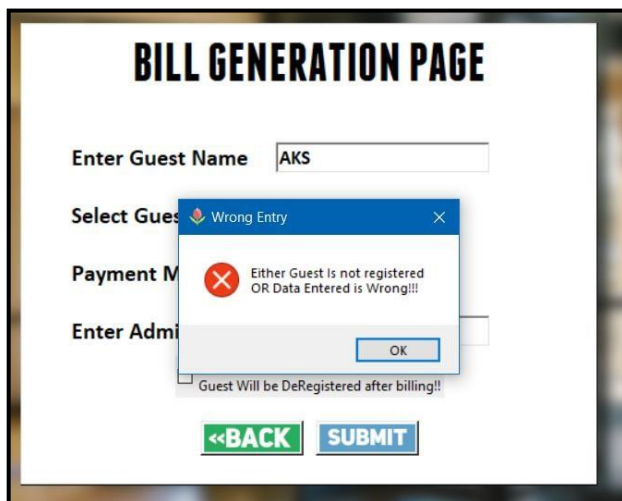 BILL GENERATION PAGE
Enter Guest Name AKS
Select Gues
Wrong Entry
Payment M
Either Guest Is not registered
OR Data Entered is Wrong!!!
Enter Admi
OK
Guest Will be DeRegistered after billing!!
<<BACK SUBMIT